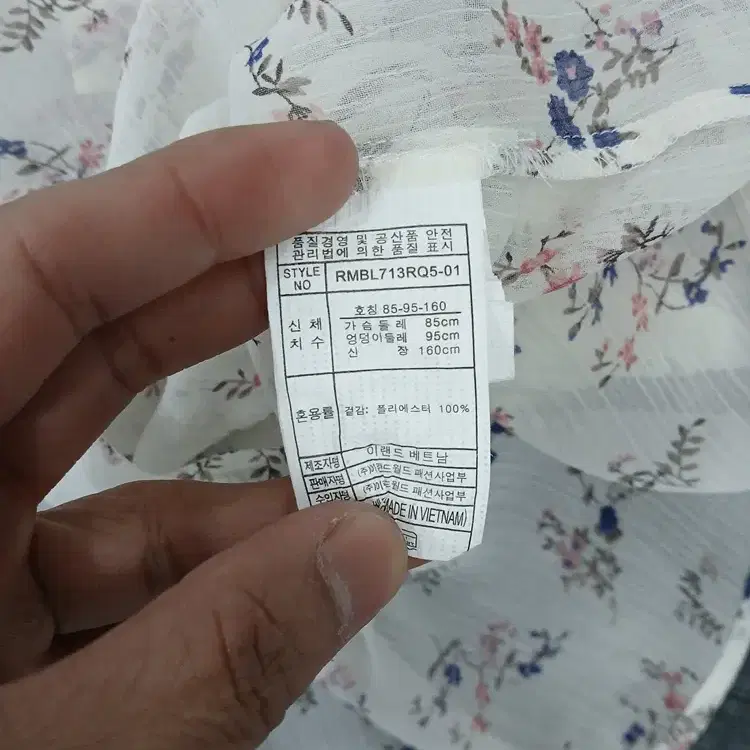 품질경영 및 공산품 안전
관리법에 의한 품질 표시
STYLE NO RMBL713RQ5-01
신체 치수
호칭 85-95-160
가슴둘레 85cm
엉덩이둘레 95cm
신장 160cm
혼용률 겉감: 폴리에스터 100%
제조자명 이랜드 베트남
판매자명 (주)이랜드월드 패션사업부
수입자명 (주)이랜드월드 패션사업부
MADE IN VIETNAM)